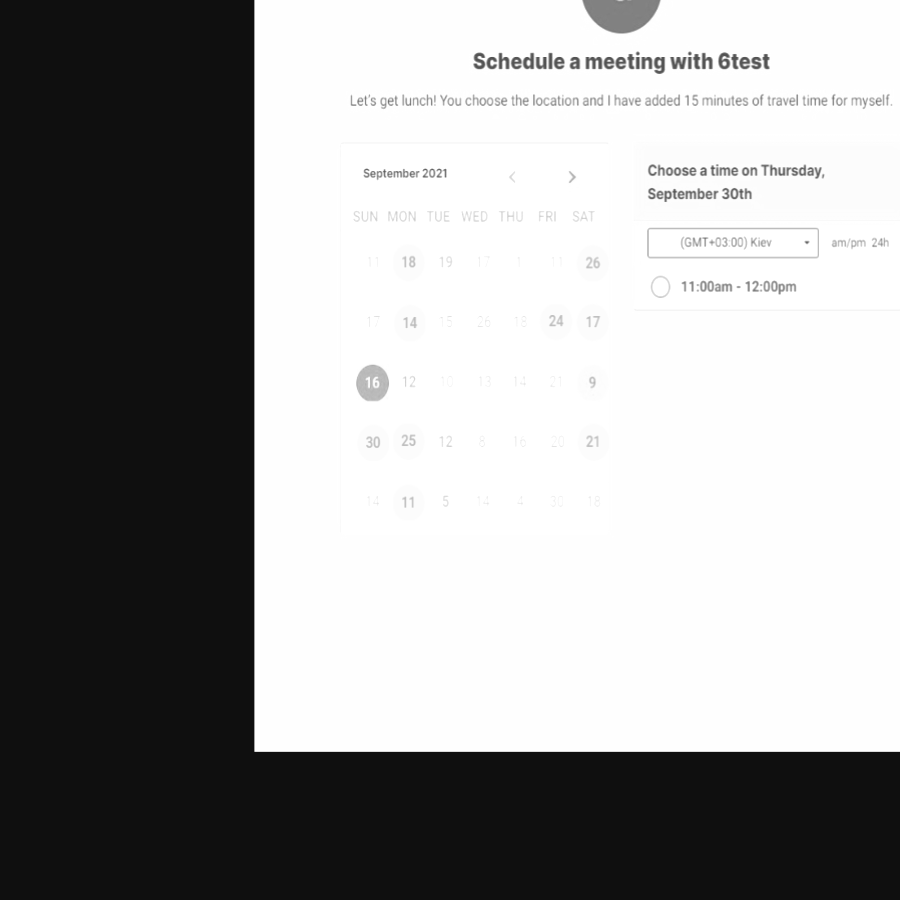 Schedule a meeting with 6test
Let's get lunch! You choose the location and I have added 15 minutes of travel time for myself.
September 2021
SUN MON TUE WED THU FRI SAT
11 18 19 17 1 11 26
17 14 15 26 18 24 17
16 12 10 13 14 21 9
30 25 12 8 16 20 21
14 11 5 14 4 30 18
Choose a time on Thursday,
September 30th
(GMT+03:00) Kiev am/pm 24h
11:00am - 12:00pm